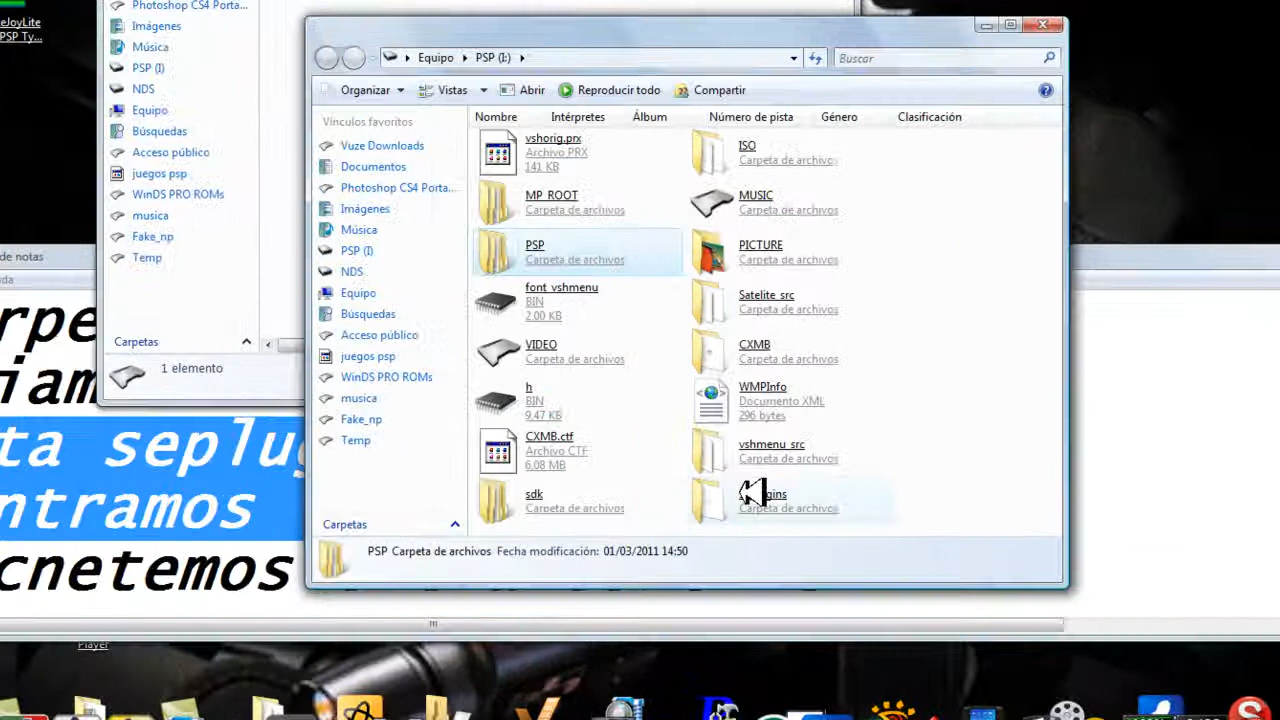 eJoyLite
PSP Ty...
Photoshop CS4 Porta...
Imágenes
Música
PSP (I)
NDS
Equipo
Búsquedas
Acceso público
juegos psp
WinDS PRO ROMs
musica
Fake_np
Temp
Carpetas
1 elemento
de notas
Equipo
PSP (I:)
Buscar
Organizar
Vistas
Abrir
Reproducir todo
Compartir
Vínculos favoritos
Vuze Downloads
Documentos
Photoshop CS4 Porta...
Imágenes
Música
PSP (I)
NDS
Equipo
Búsquedas
Acceso público
juegos psp
WinDS PRO ROMs
musica
Fake_np
Temp
Carpetas
Nombre Intérpretes Álbum Número de pista Género Clasificación
vshorig.prx
Archivo PRX
141 KB
ISO
Carpeta de archivos
MP_ROOT
Carpeta de archivos
MUSIC
Carpeta de archivos
PSP
Carpeta de archivos
PICTURE
Carpeta de archivos
font_vshmenu
BIN
2.00 KB
Satelite_src
Carpeta de archivos
VIDEO
Carpeta de archivos
CXMB
Carpeta de archivos
h
BIN
9.47 KB
WMPInfo
Documento XML
296 bytes
CXMB.ctf
Archivo CTF
6.08 MB
vshmenu_src
Carpeta de archivos
sdk
Carpeta de archivos
gins
Carpeta de archivos
PSP Carpeta de archivos Fecha modificación: 01/03/2011 14:50
rpe
iam
ta seplug
ntramos
cnetemos
Player